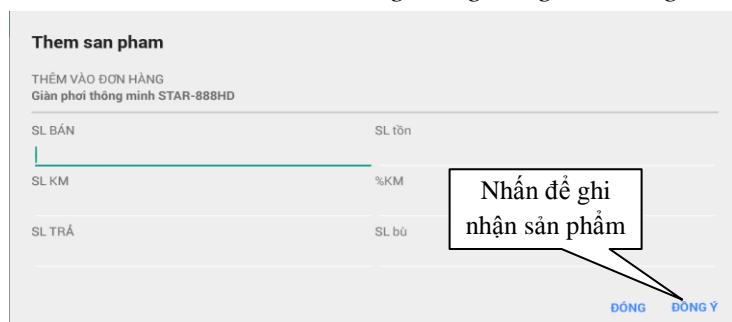 Them san pham
THÊM VÀO ĐƠN HÀNG
Giàn phơi thông minh STAR-888HD
SL BÁN
SL tồn
SL KM
%KM
Nhấn để ghi
nhận sản phẩm
SL TRẢ
SL bù
ĐÓNG ĐỒNG Ý